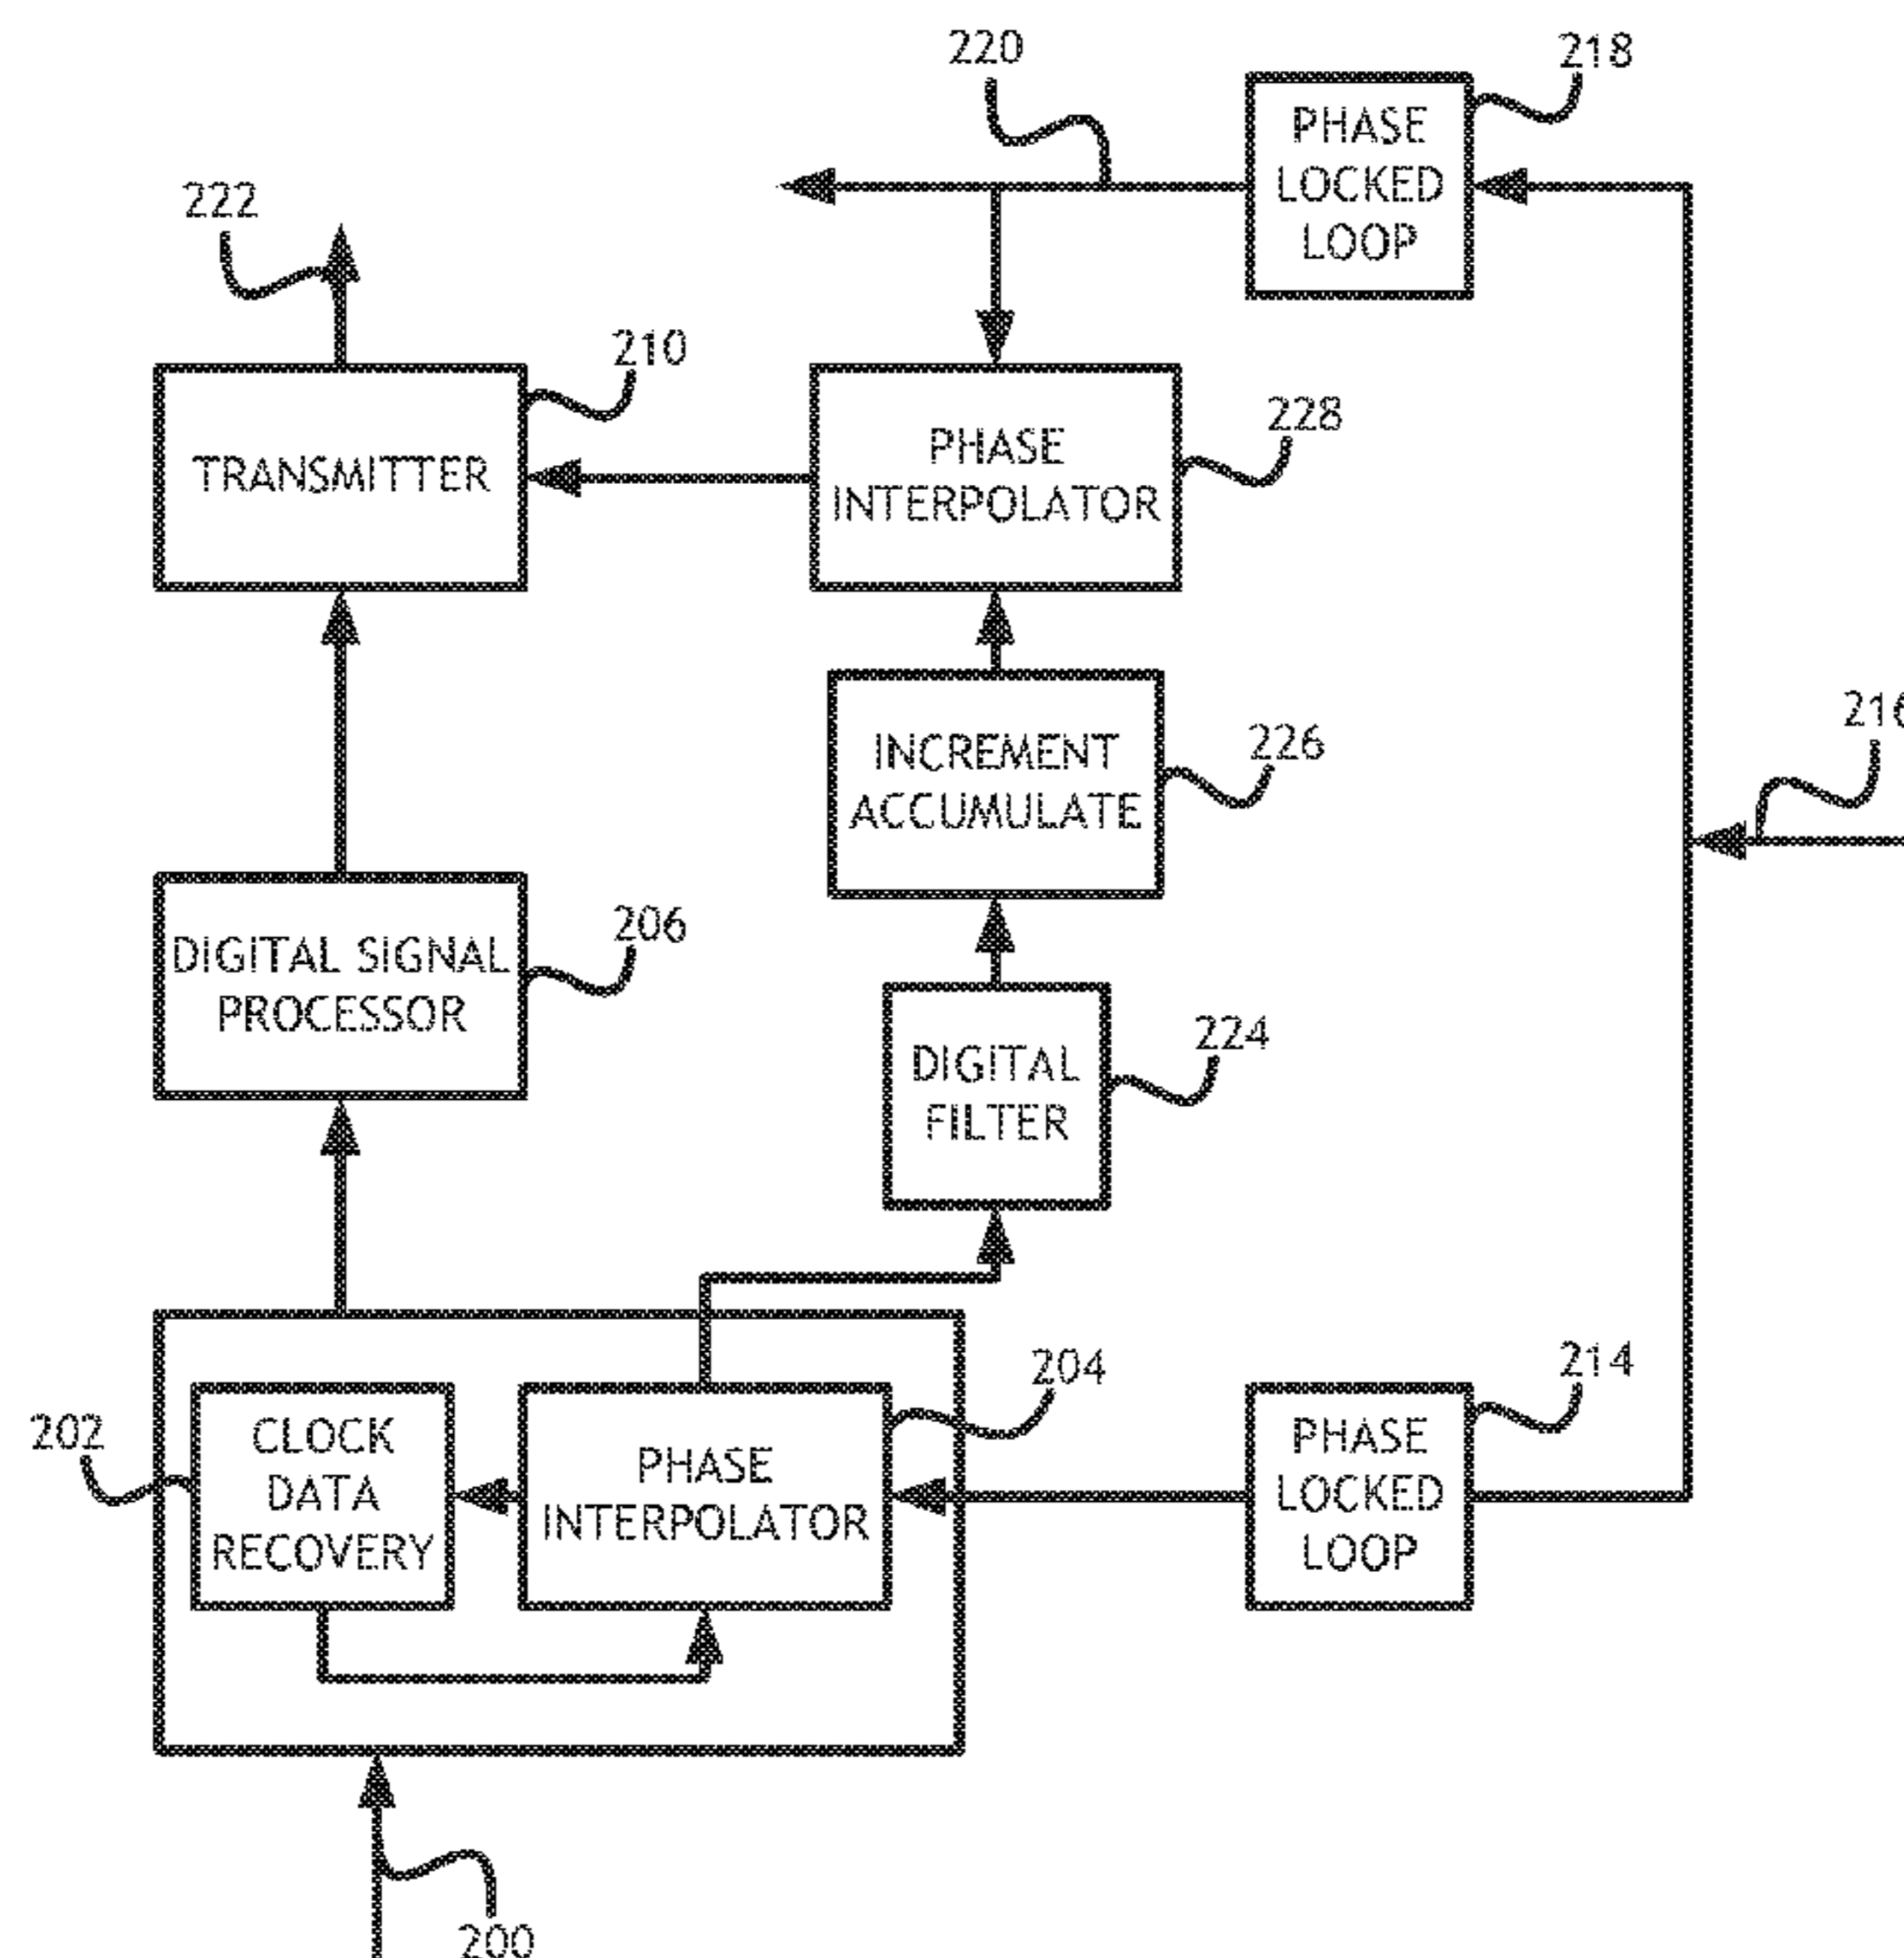 220
218
PHASE
LOCKED
LOOP
222
210
TRANSMITTER
228
PHASE
INTERPOLATOR
216
226
INCREMENT
ACCUMULATE
206
DIGITAL SIGNAL
PROCESSOR
224
DIGITAL
FILTER
204
214
202
CLOCK
DATA
RECOVERY
PHASE
INTERPOLATOR
PHASE
LOCKED
LOOP
200